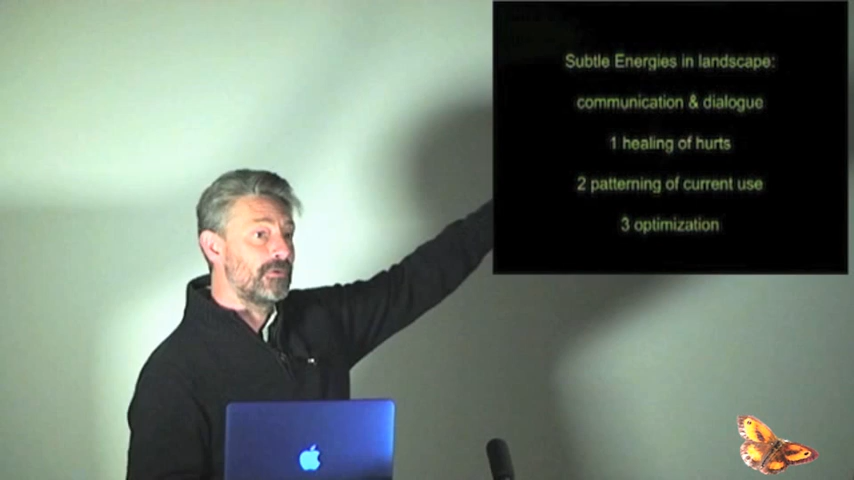 Subtle Energies in landscape:
communication & dialogue
1 healing of hurts
2 patterning of current use
3 optimization